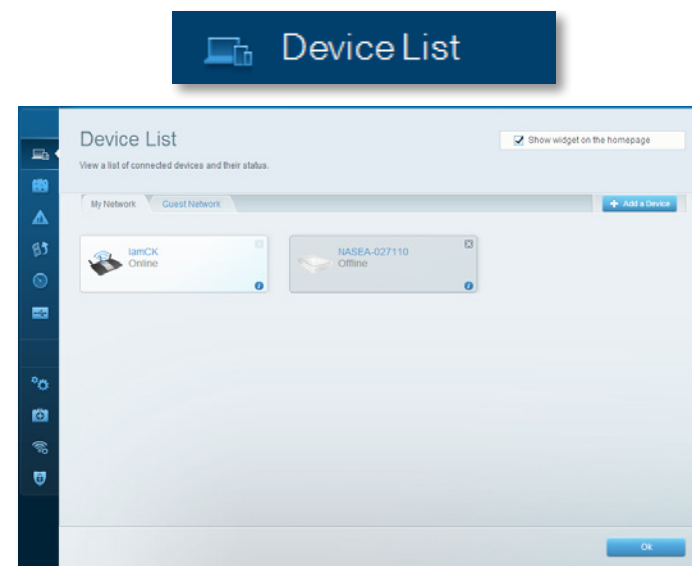 Device List
Device List
Show widget on the homepage
View a list of connected devices and their status.
My Network
Guest Network
Add a Device
IamCK
Online
NASEA-027110
Offline
Ok